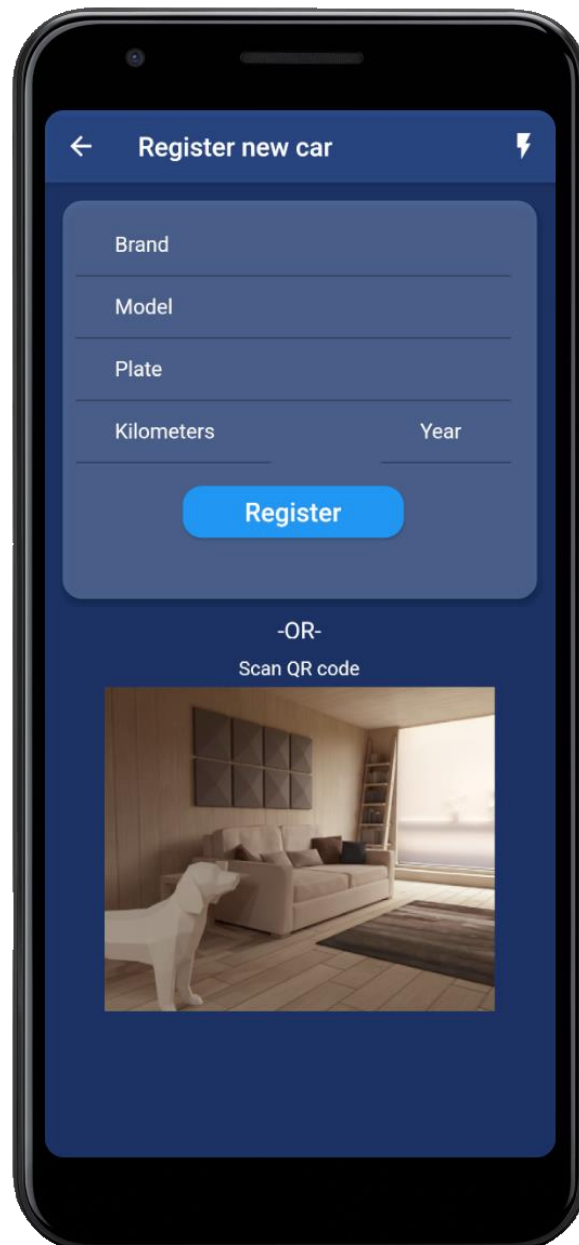 Register new car
Brand
Model
Plate
Kilometers Year
Register
-OR-
Scan QR code